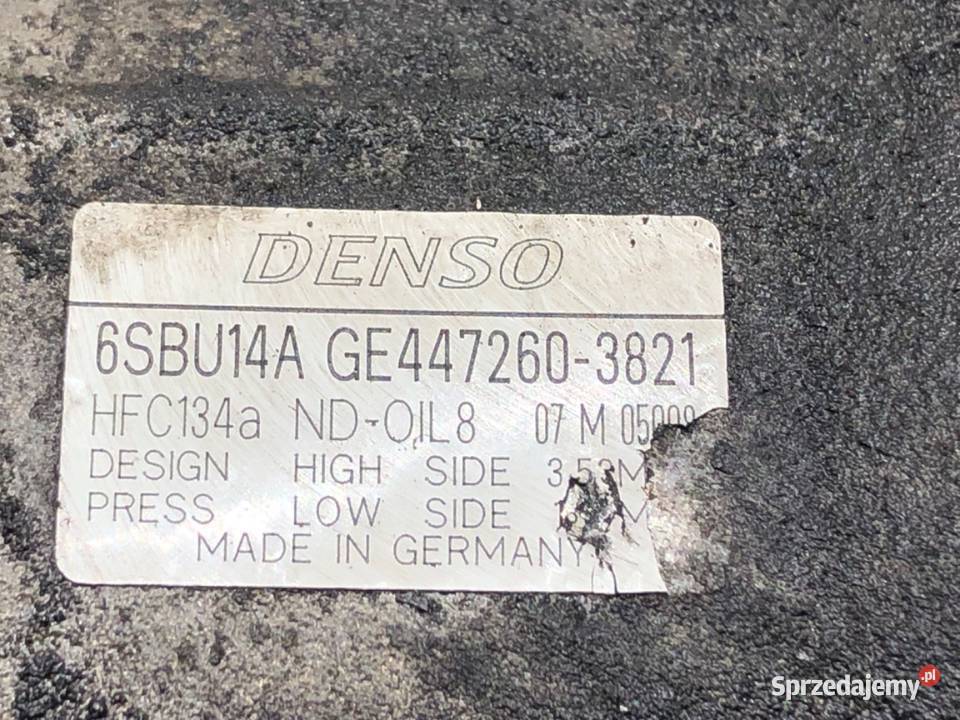 DENSO
6SBU14A GE447260-3821
HFC134a ND-OIL8 07 M
DESIGN HIGH SIDE
PRESS LOW SIDE
MADE IN GERMANY
Sprzedajemy.pl